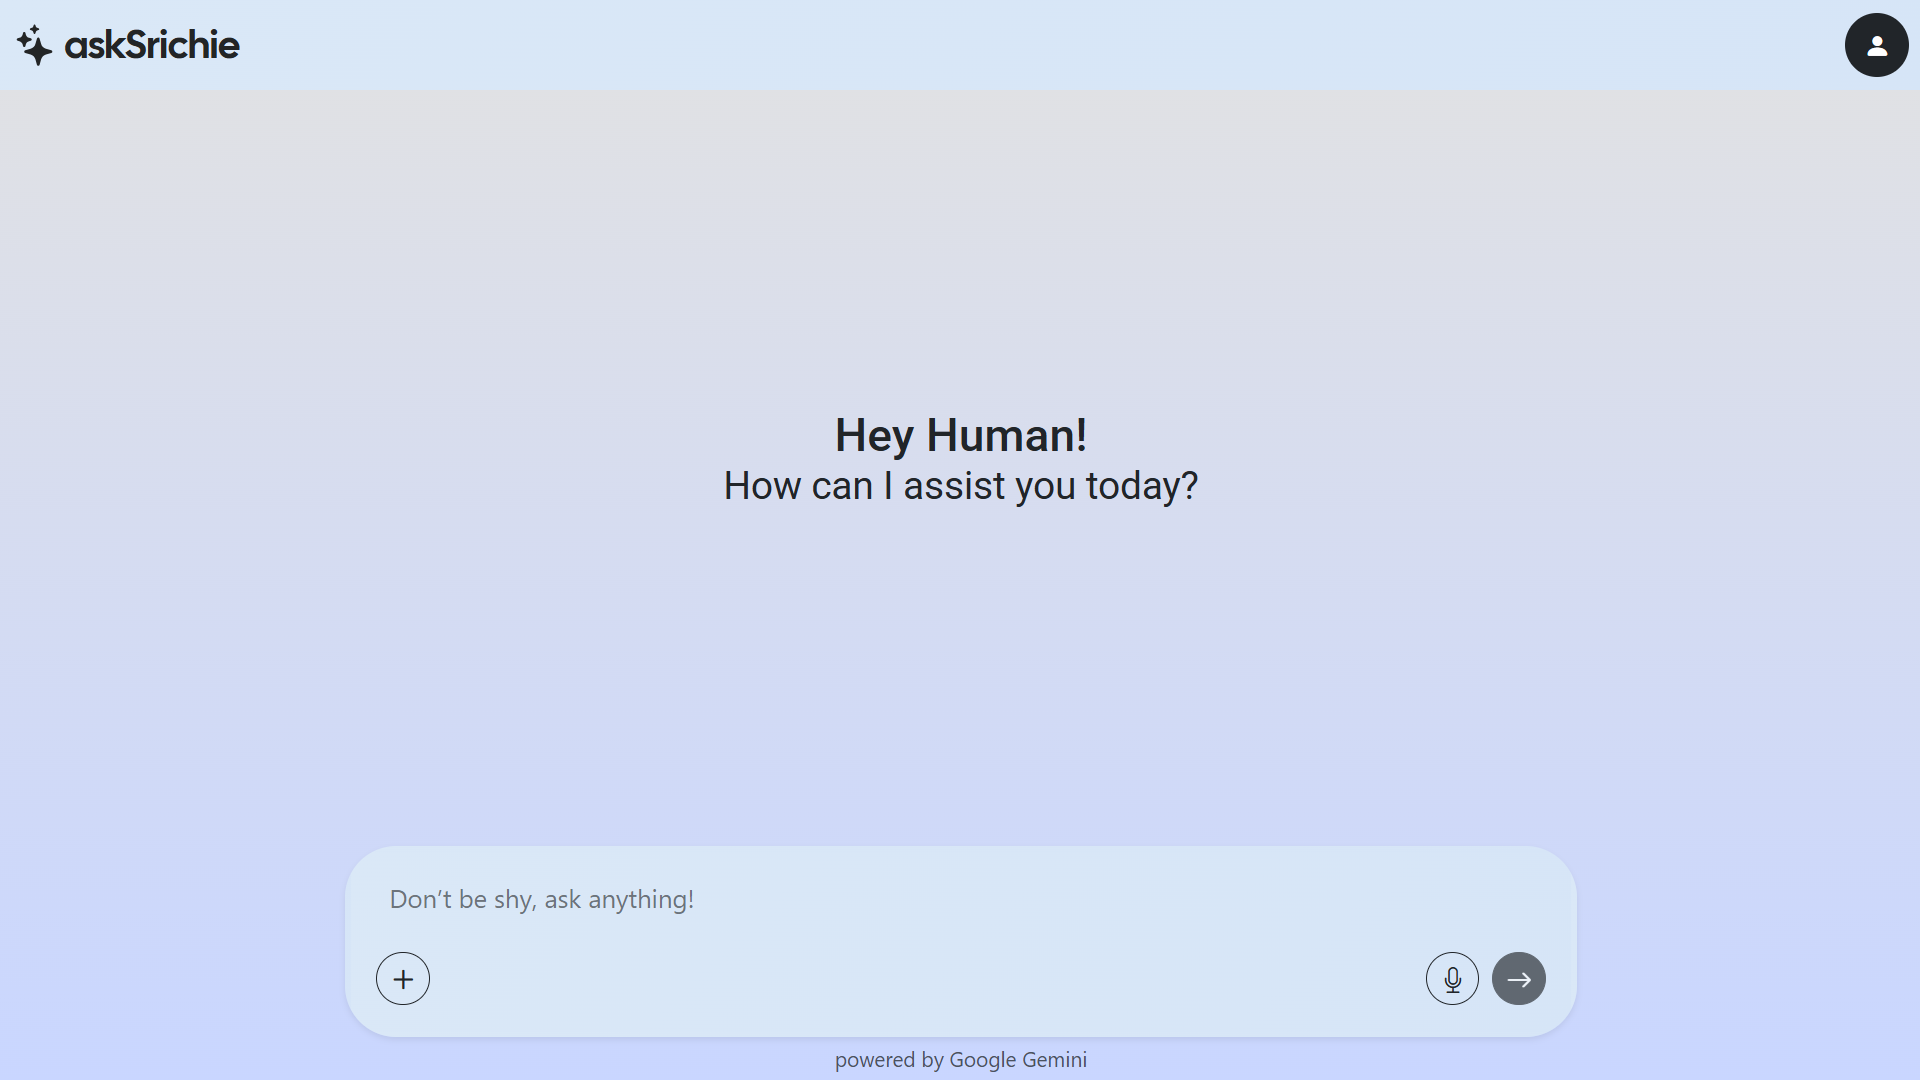 askSrichie
Hey Human!
How can I assist you today?
Don’t be shy, ask anything!
powered by Google Gemini